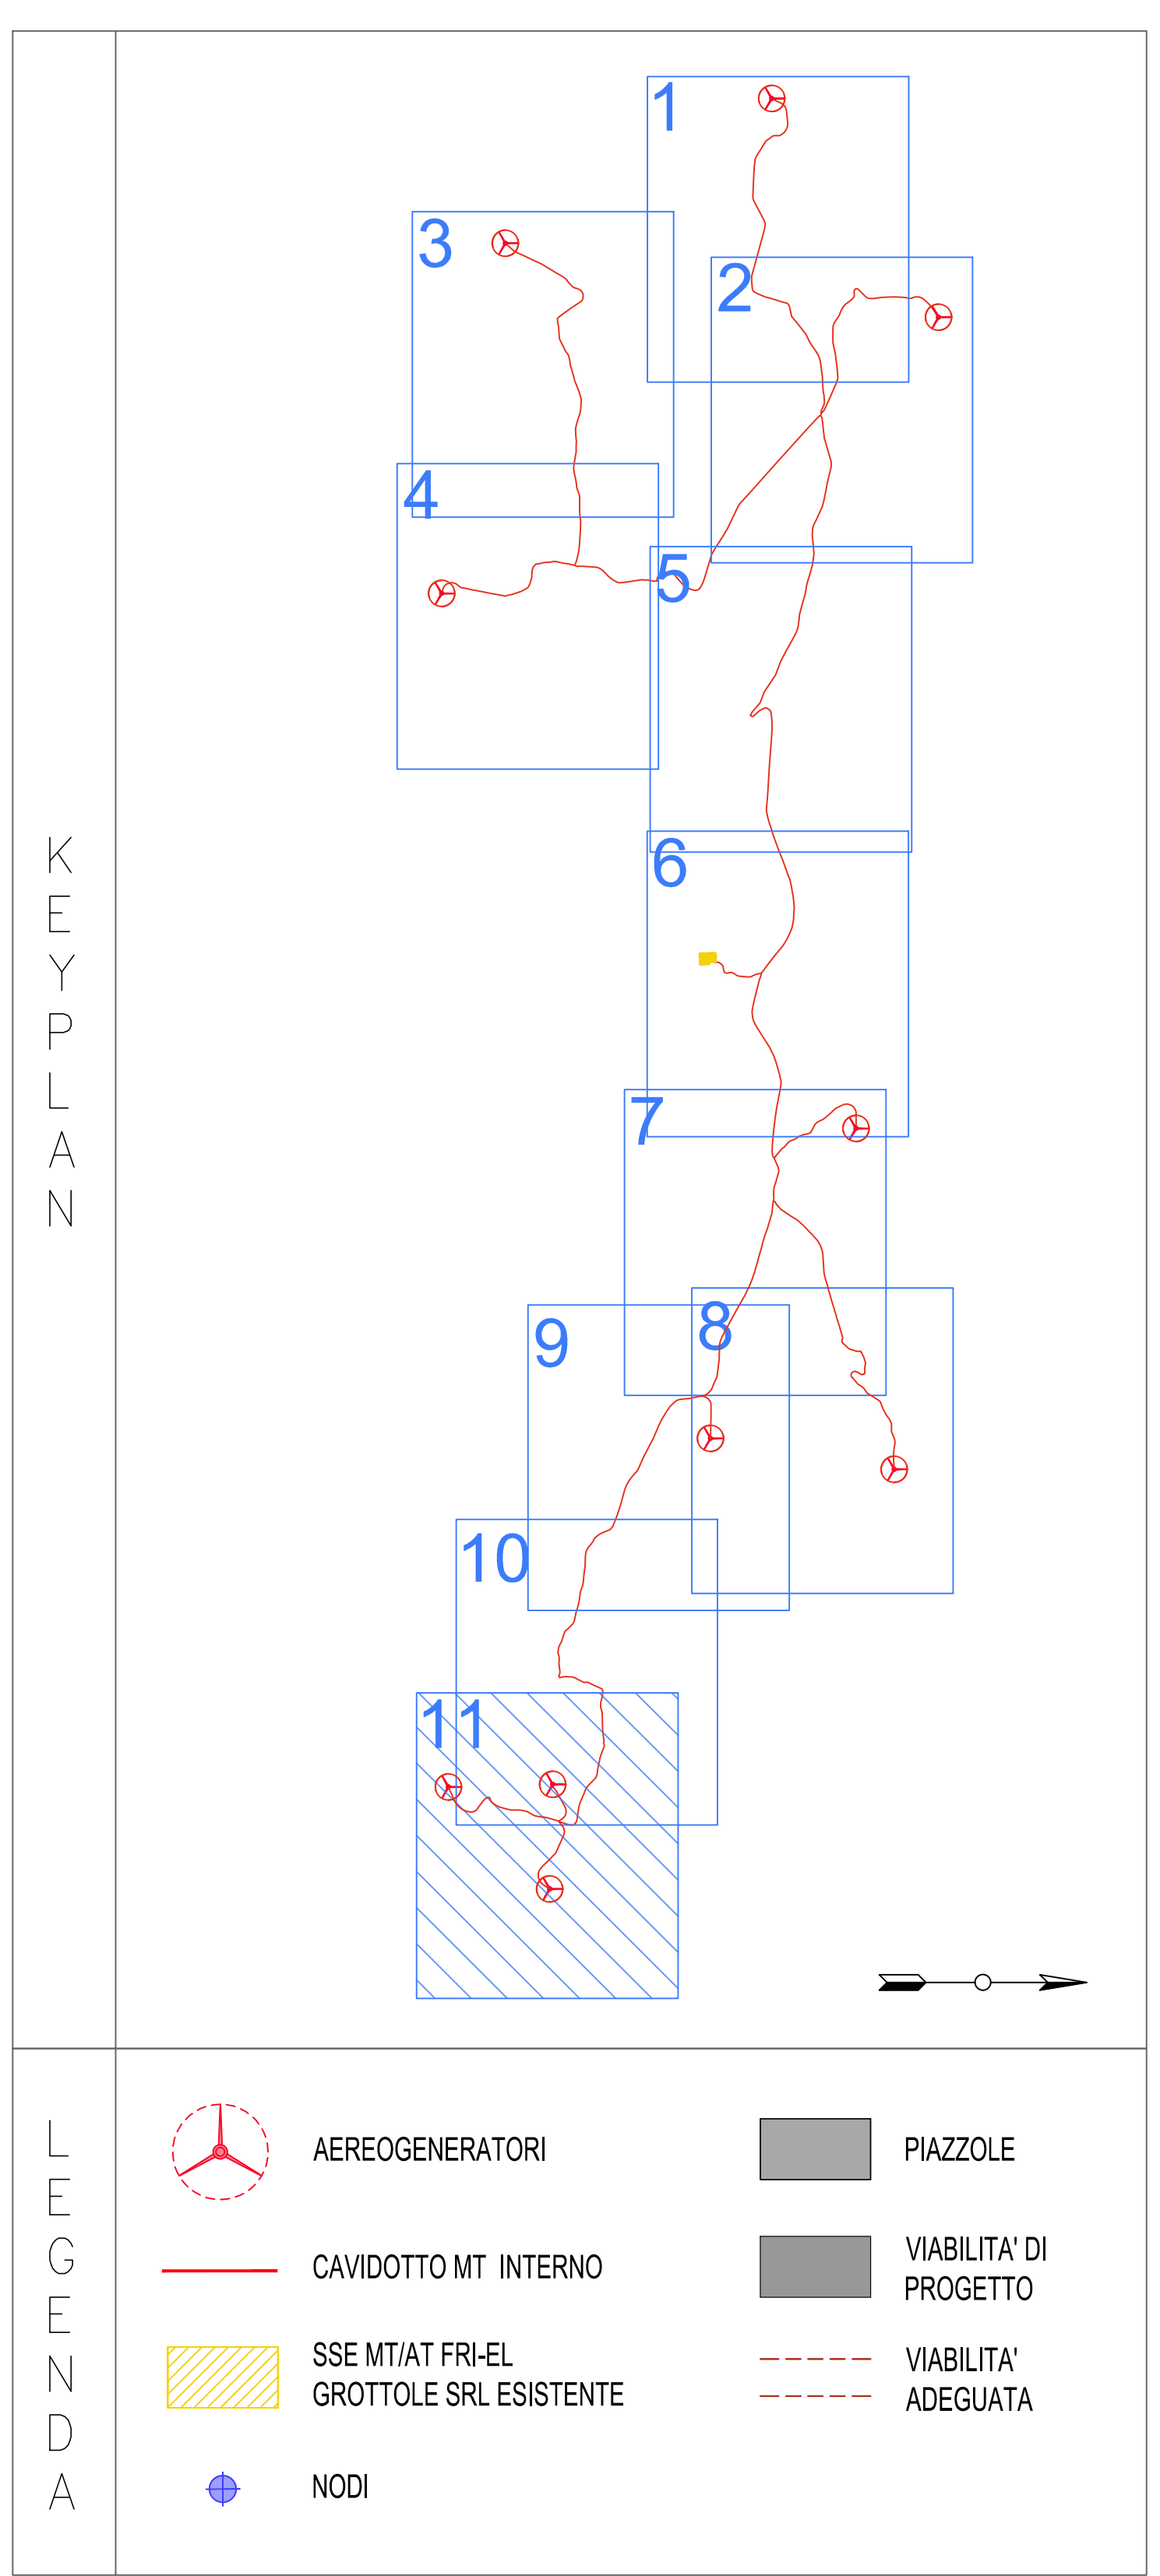 KEYPLAN
1
3
2
4
5
6
7
8
9
10
11
LEGENDA
AEREOGENERATORI
CAVIDOTTO MT INTERNO
SSE MT/AT FRI-EL
GROTTOLE SRL ESISTENTE
NODI
PIAZZOLE
VIABILITA' DI
PROGETTO
VIABILITA'
ADEGUATA